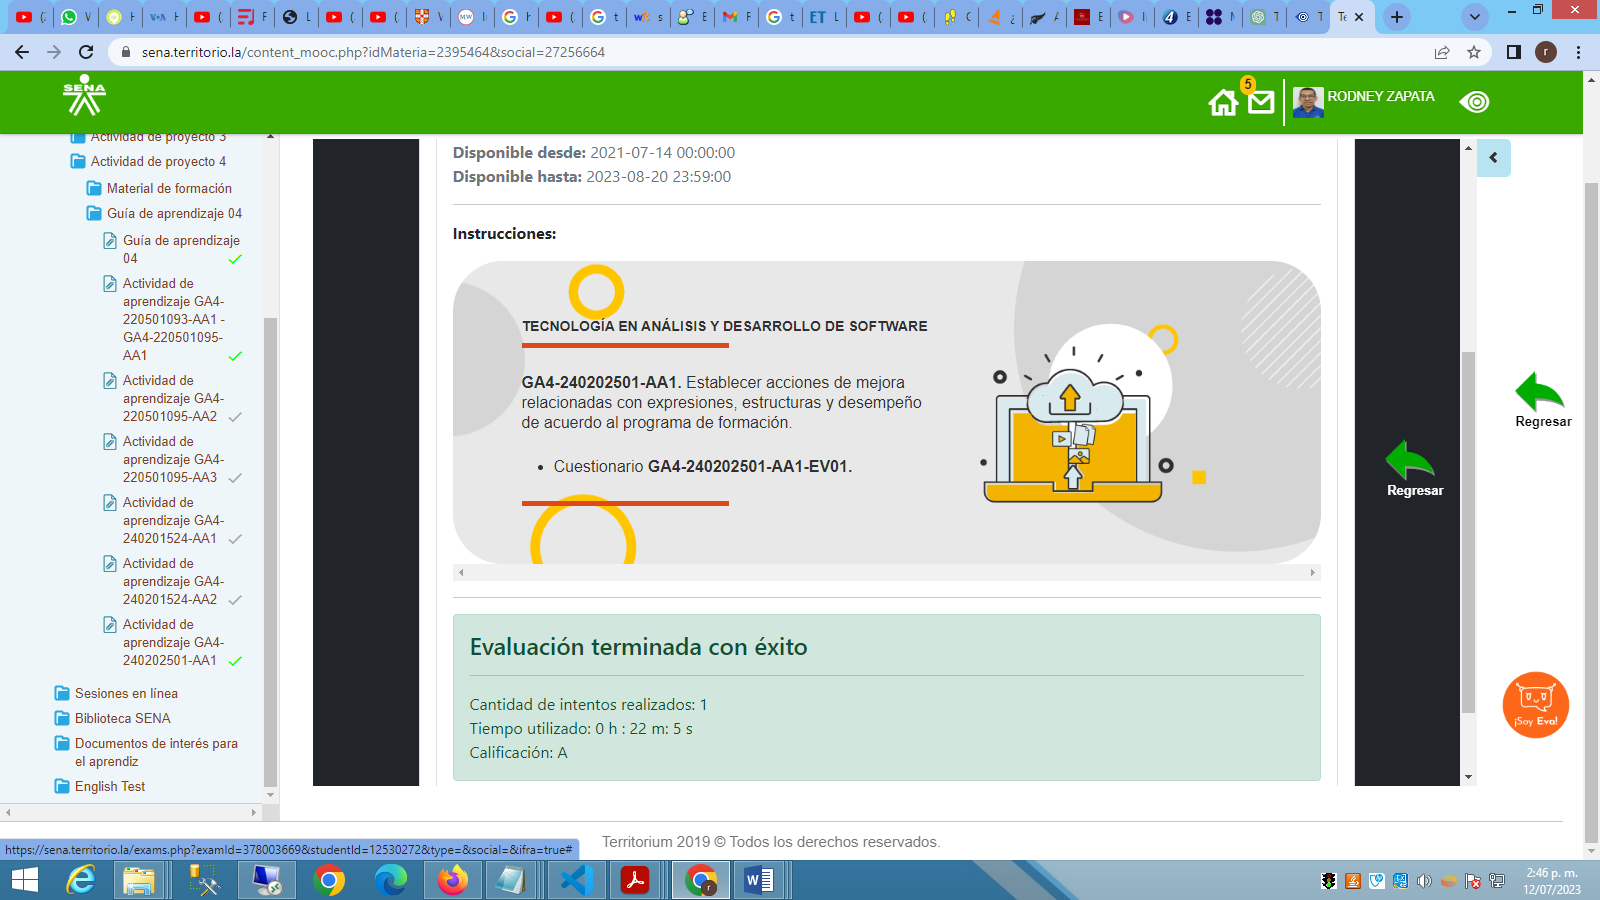 sena.territorio.la/content_mooc.php?idMateria=2395464&social=27256664
r
SENA
5
RODNEY ZAPATA
Actividad de proyecto 3
Actividad de proyecto 4
Material de formación
Guía de aprendizaje 04
Guía de aprendizaje
04
Actividad de
aprendizaje GA4-
220501093-AA1 -
GA4-220501095-
AA1
Actividad de
aprendizaje GA4-
220501095-AA2
Actividad de
aprendizaje GA4-
220501095-AA3
Actividad de
aprendizaje GA4-
240201524-AA1
Actividad de
aprendizaje GA4-
240201524-AA2
Actividad de
aprendizaje GA4-
240202501-AA1
Sesiones en línea
Biblioteca SENA
Documentos de interés para
el aprendiz
English Test
Disponible desde: 2021-07-14 00:00:00
Disponible hasta: 2023-08-20 23:59:00
Instrucciones:
TECNOLOGÍA EN ANÁLISIS Y DESARROLLO DE SOFTWARE
GA4-240202501-AA1. Establecer acciones de mejora
relacionadas con expresiones, estructuras y desempeño
de acuerdo al programa de formación.
• Cuestionario GA4-240202501-AA1-EV01.
Evaluación terminada con éxito
Cantidad de intentos realizados: 1
Tiempo utilizado: 0 h : 22 m: 5 s
Calificación: A
Regresar
Regresar
¡Soy Eva!
Territorium 2019 © Todos los derechos reservados.
https://sena.territorio.la/exams.php?examId=378003669&studentId=12530272&type=&social=&ifra=true#
2:46 p. m.
12/07/2023